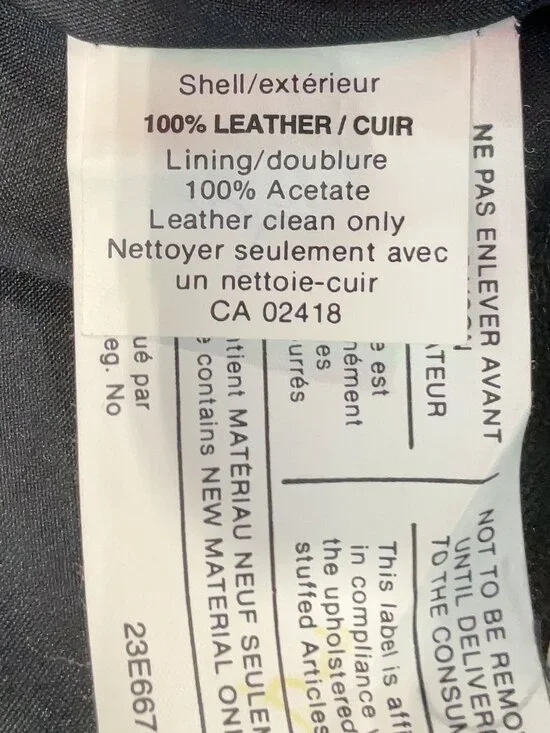 Shell/extérieur
100% LEATHER / CUIR
Lining/doublure
100% Acetate
Leather clean only
Nettoyer seulement avec
un nettoie-cuir
CA 02418
NE PAS ENLEVER AVANT
ATEUR
e est
nément
es
urrés
ntient MATÉRIAU NEUF SEULEM
e contains NEW MATERIAL ONL
ué par
eg. No
23E667
NOT TO BE REMO
UNTIL DELIVER
TO THE CONSUM
This label is affi
in compliance
the upholstered
stuffed Articles